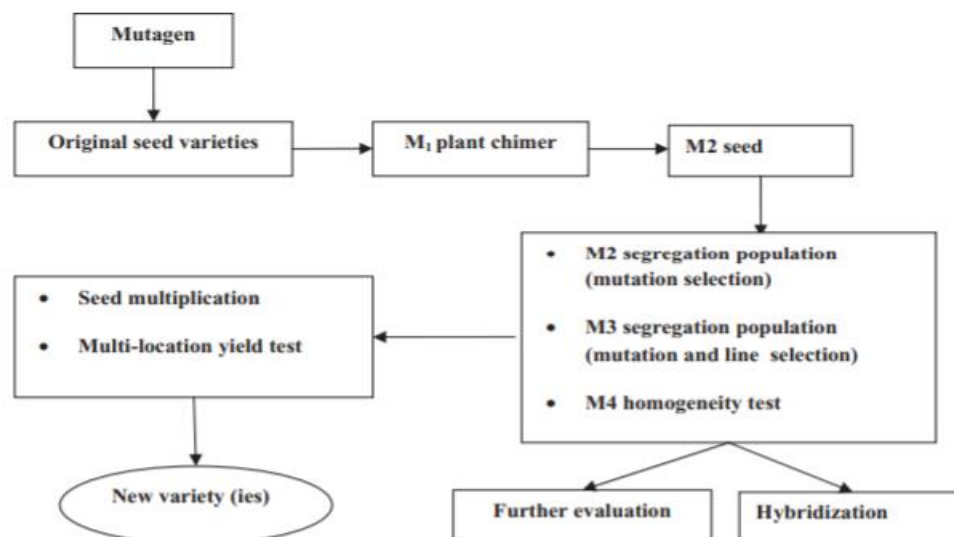 Mutagen
Original seed varieties
M₁ plant chimer
M2 seed
• M2 segregation population
(mutation selection)
• M3 segregation population
(mutation and line selection)
• M4 homogeneity test
• Seed multiplication
• Multi-location yield test
New variety (ies)
Further evaluation
Hybridization